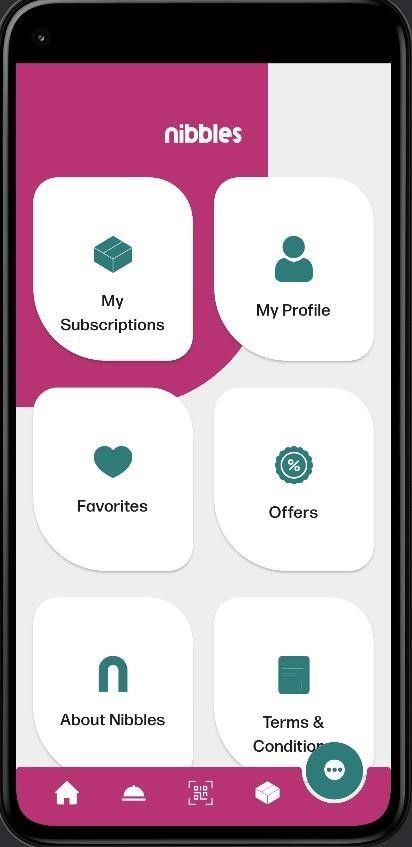 nibbles
My
Subscriptions
My Profile
Favorites
%
Offers
About Nibbles
Terms &